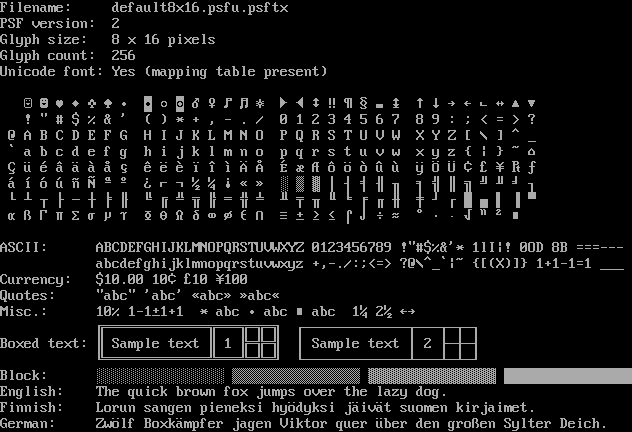 Filename:     default8x16.psfu.psftx
PSF version:  2
Glyph size:   8 x 16 pixels
Glyph count:  256
Unicode font: Yes (mapping table present)
☺ ☻ ♥ ♦ ♣ ♠ • ◘ ○ ◙ ♂ ♀ ♪ ♫ ☼ ► ◄ ↕ ‼ ¶ § ▬ ↨ ↑ ↓ → ← ∟ ↔ ▲ ▼
! " # $ % & ' ( ) * + , - . / 0 1 2 3 4 5 6 7 8 9 : ; < = > ?
@ A B C D E F G H I J K L M N O P Q R S T U V W X Y Z [ \ ] ^ _
` a b c d e f g h i j k l m n o p q r s t u v w x y z { ¦ } ~ ⌂
Ç ü é â ä à å ç ê ë è ï î ì Ä Å É æ Æ ô ö ò û ù ÿ Ö Ü ¢ £ ¥ ₧ ƒ
á í ó ú ñ Ñ ª º ¿ ⌐ ¬ ½ ¼ ¡ « » ░ ▒ ▓ │ ┤ ╡ ╢ ╖ ╕ ╣ ║ ╗ ╝ ╜ ╛ ┐
└ ┴ ┬ ├ ─ ┼ ╞ ╟ ╚ ╔ ╩ ╦ ╠ ═ ╬ ╧ ╨ ╤ ╥ ╙ ╘ ╒ ╓ ╫ ╪ ┘ ┌ █ ▄ ▌ ▐ ▀
α ß Γ π Σ σ µ τ Φ Θ Ω δ ∞ φ ε ∩ ≡ ± ≥ ≤ ⌠ ⌡ ÷ ≈ ° ∙ · √ ⁿ ² ■
ASCII:      ABCDEFGHIJKLMNOPQRSTUVWXYZ 0123456789 !"#$%&'* 1lI¦! 0OD 8B ===---
abcdefghijklmnopqrstuvwxyz +,-./:;<=> ?@\^_`¦~ {[(X)]} 1+1-1=1 ___
Currency:   $10.00 10¢ £10 ¥100
Quotes:     "abc" 'abc' «abc» »abc«
Misc.:      10% 1-1±1+1  * abc • abc ■ abc  1¼ 2½ ↔
Boxed text: Sample text 1 Sample text 2
Block:
English:    The quick brown fox jumps over the lazy dog.
Finnish:    Lorun sangen pieneksi hyödyksi jäivät suomen kirjaimet.
German:     Zwölf Boxkämpfer jagen Viktor quer über den großen Sylter Deich.